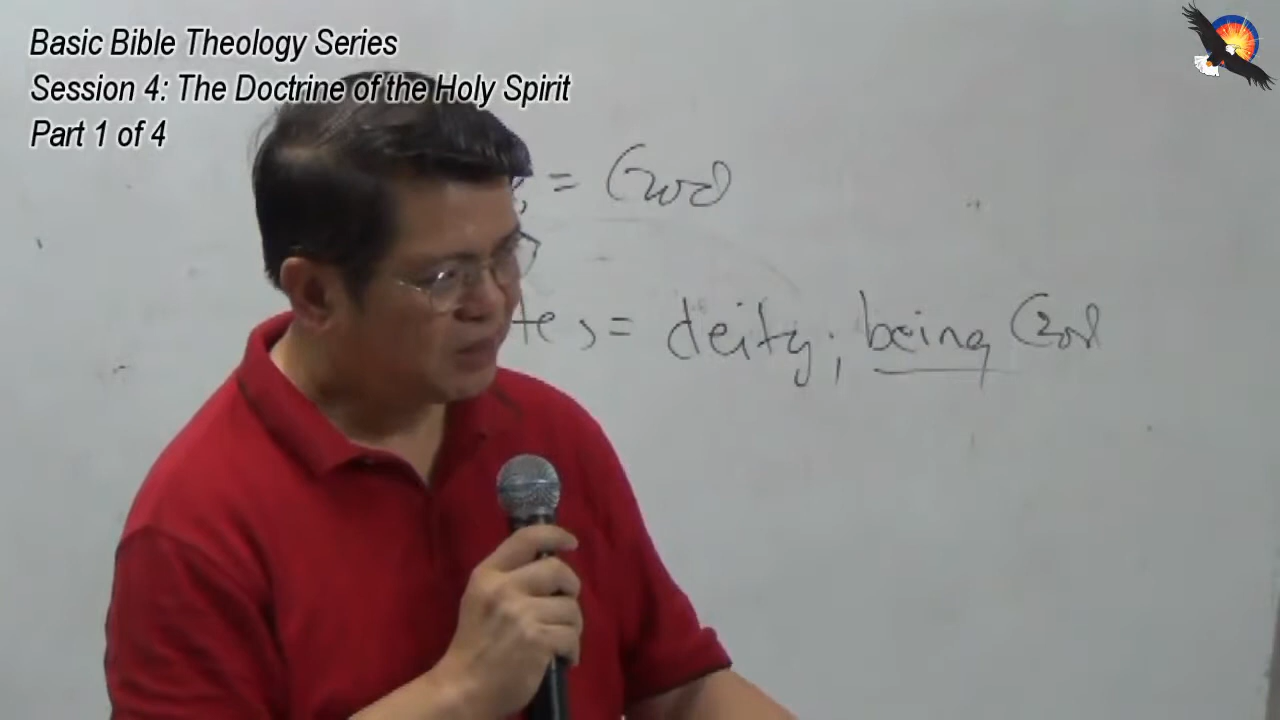 Basic Bible Theology Series
Session 4: The Doctrine of the Holy Spirit
Part 1 of 4
= God
tes = deity; being God